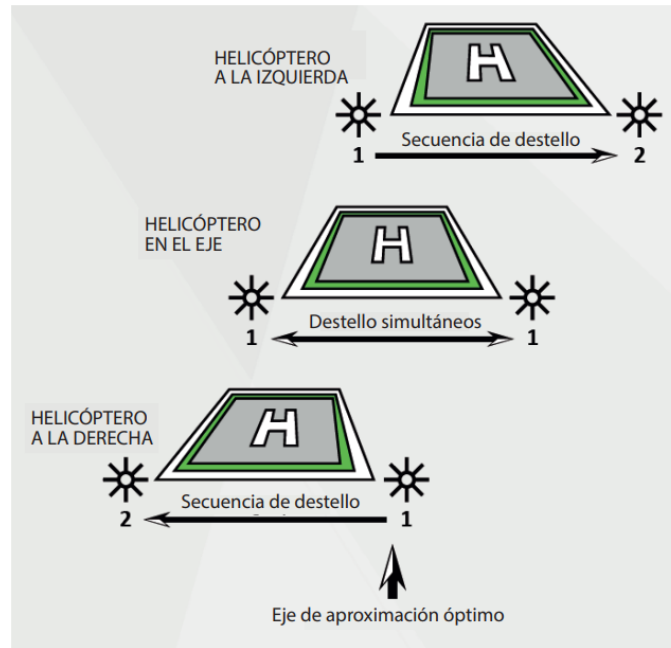 HELICÓPTERO
A LA IZQUIERDA
H
Secuencia de destello
1 2
HELICÓPTERO
EN EL EJE
H
Destello simultáneos
1 1
HELICÓPTERO
A LA DERECHA
H
Secuencia de destello
2 1
Eje de aproximación óptimo